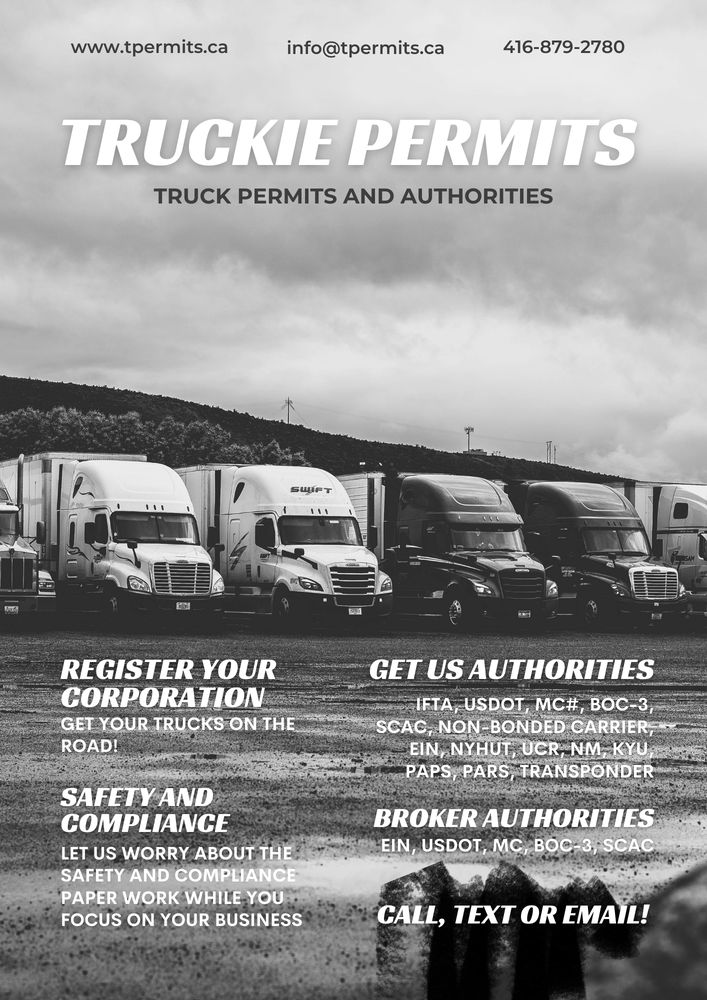 www.tpermits.ca
info@tpermits.ca
416-879-2780
TRUCKIE PERMITS
TRUCK PERMITS AND AUTHORITIES
SWIFT
REGISTER YOUR
CORPORATION
GET YOUR TRUCKS ON THE
ROAD!
SAFETY AND
COMPLIANCE
LET US WORRY ABOUT THE
SAFETY AND COMPLIANCE
PAPER WORK WHILE YOU
FOCUS ON YOUR BUSINESS
GET US AUTHORITIES
IFTA, USDOT, MC#, BOC-3,
SCAC, NON-BONDED CARRIER,
EIN, NYHUT, UCR, NM, KYU,
PAPS, PARS, TRANSPONDER
BROKER AUTHORITIES
EIN, USDOT, MC, BOC-3, SCAC
CALL, TEXT OR EMAIL!